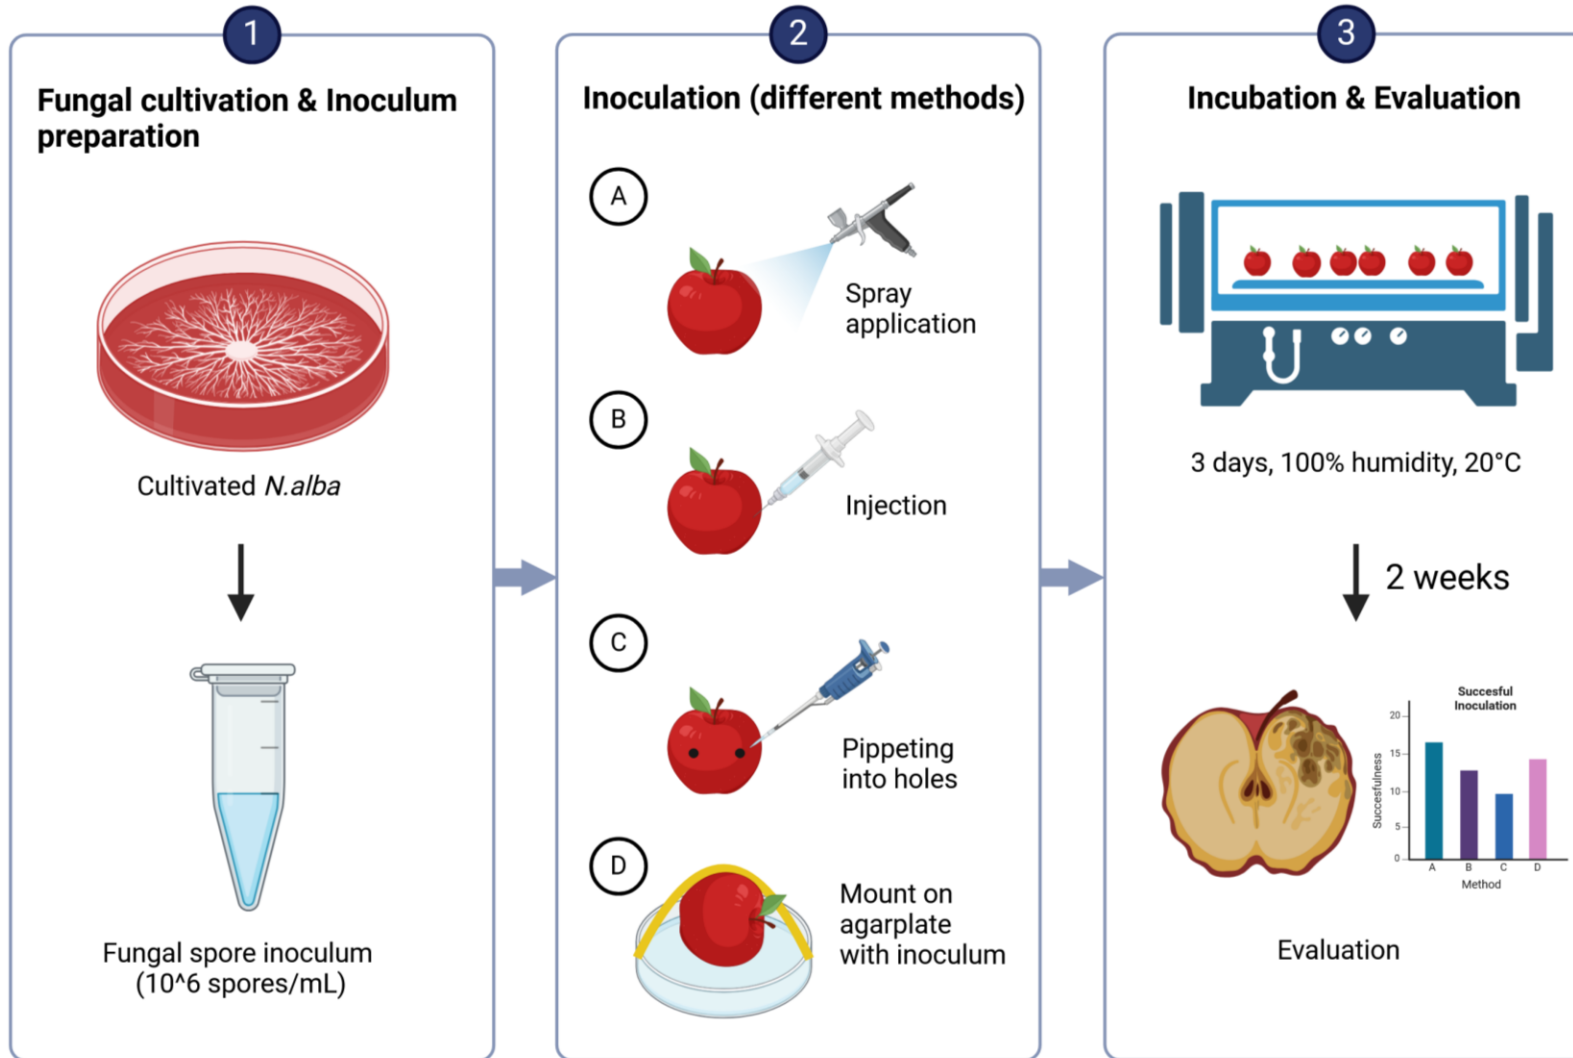 1
Fungal cultivation & Inoculum
preparation
Cultivated N.alba
Fungal spore inoculum
(10^6 spores/mL)
2
Inoculation (different methods)
A
Spray
application
B
Injection
C
Pippeting
into holes
D
Mount on
agarplate
with inoculum
3
Incubation & Evaluation
3 days, 100% humidity, 20°C
2 weeks
Succesful
Inoculation
Succesfulness
20
15
10
5
0
A B C D
Method
Evaluation